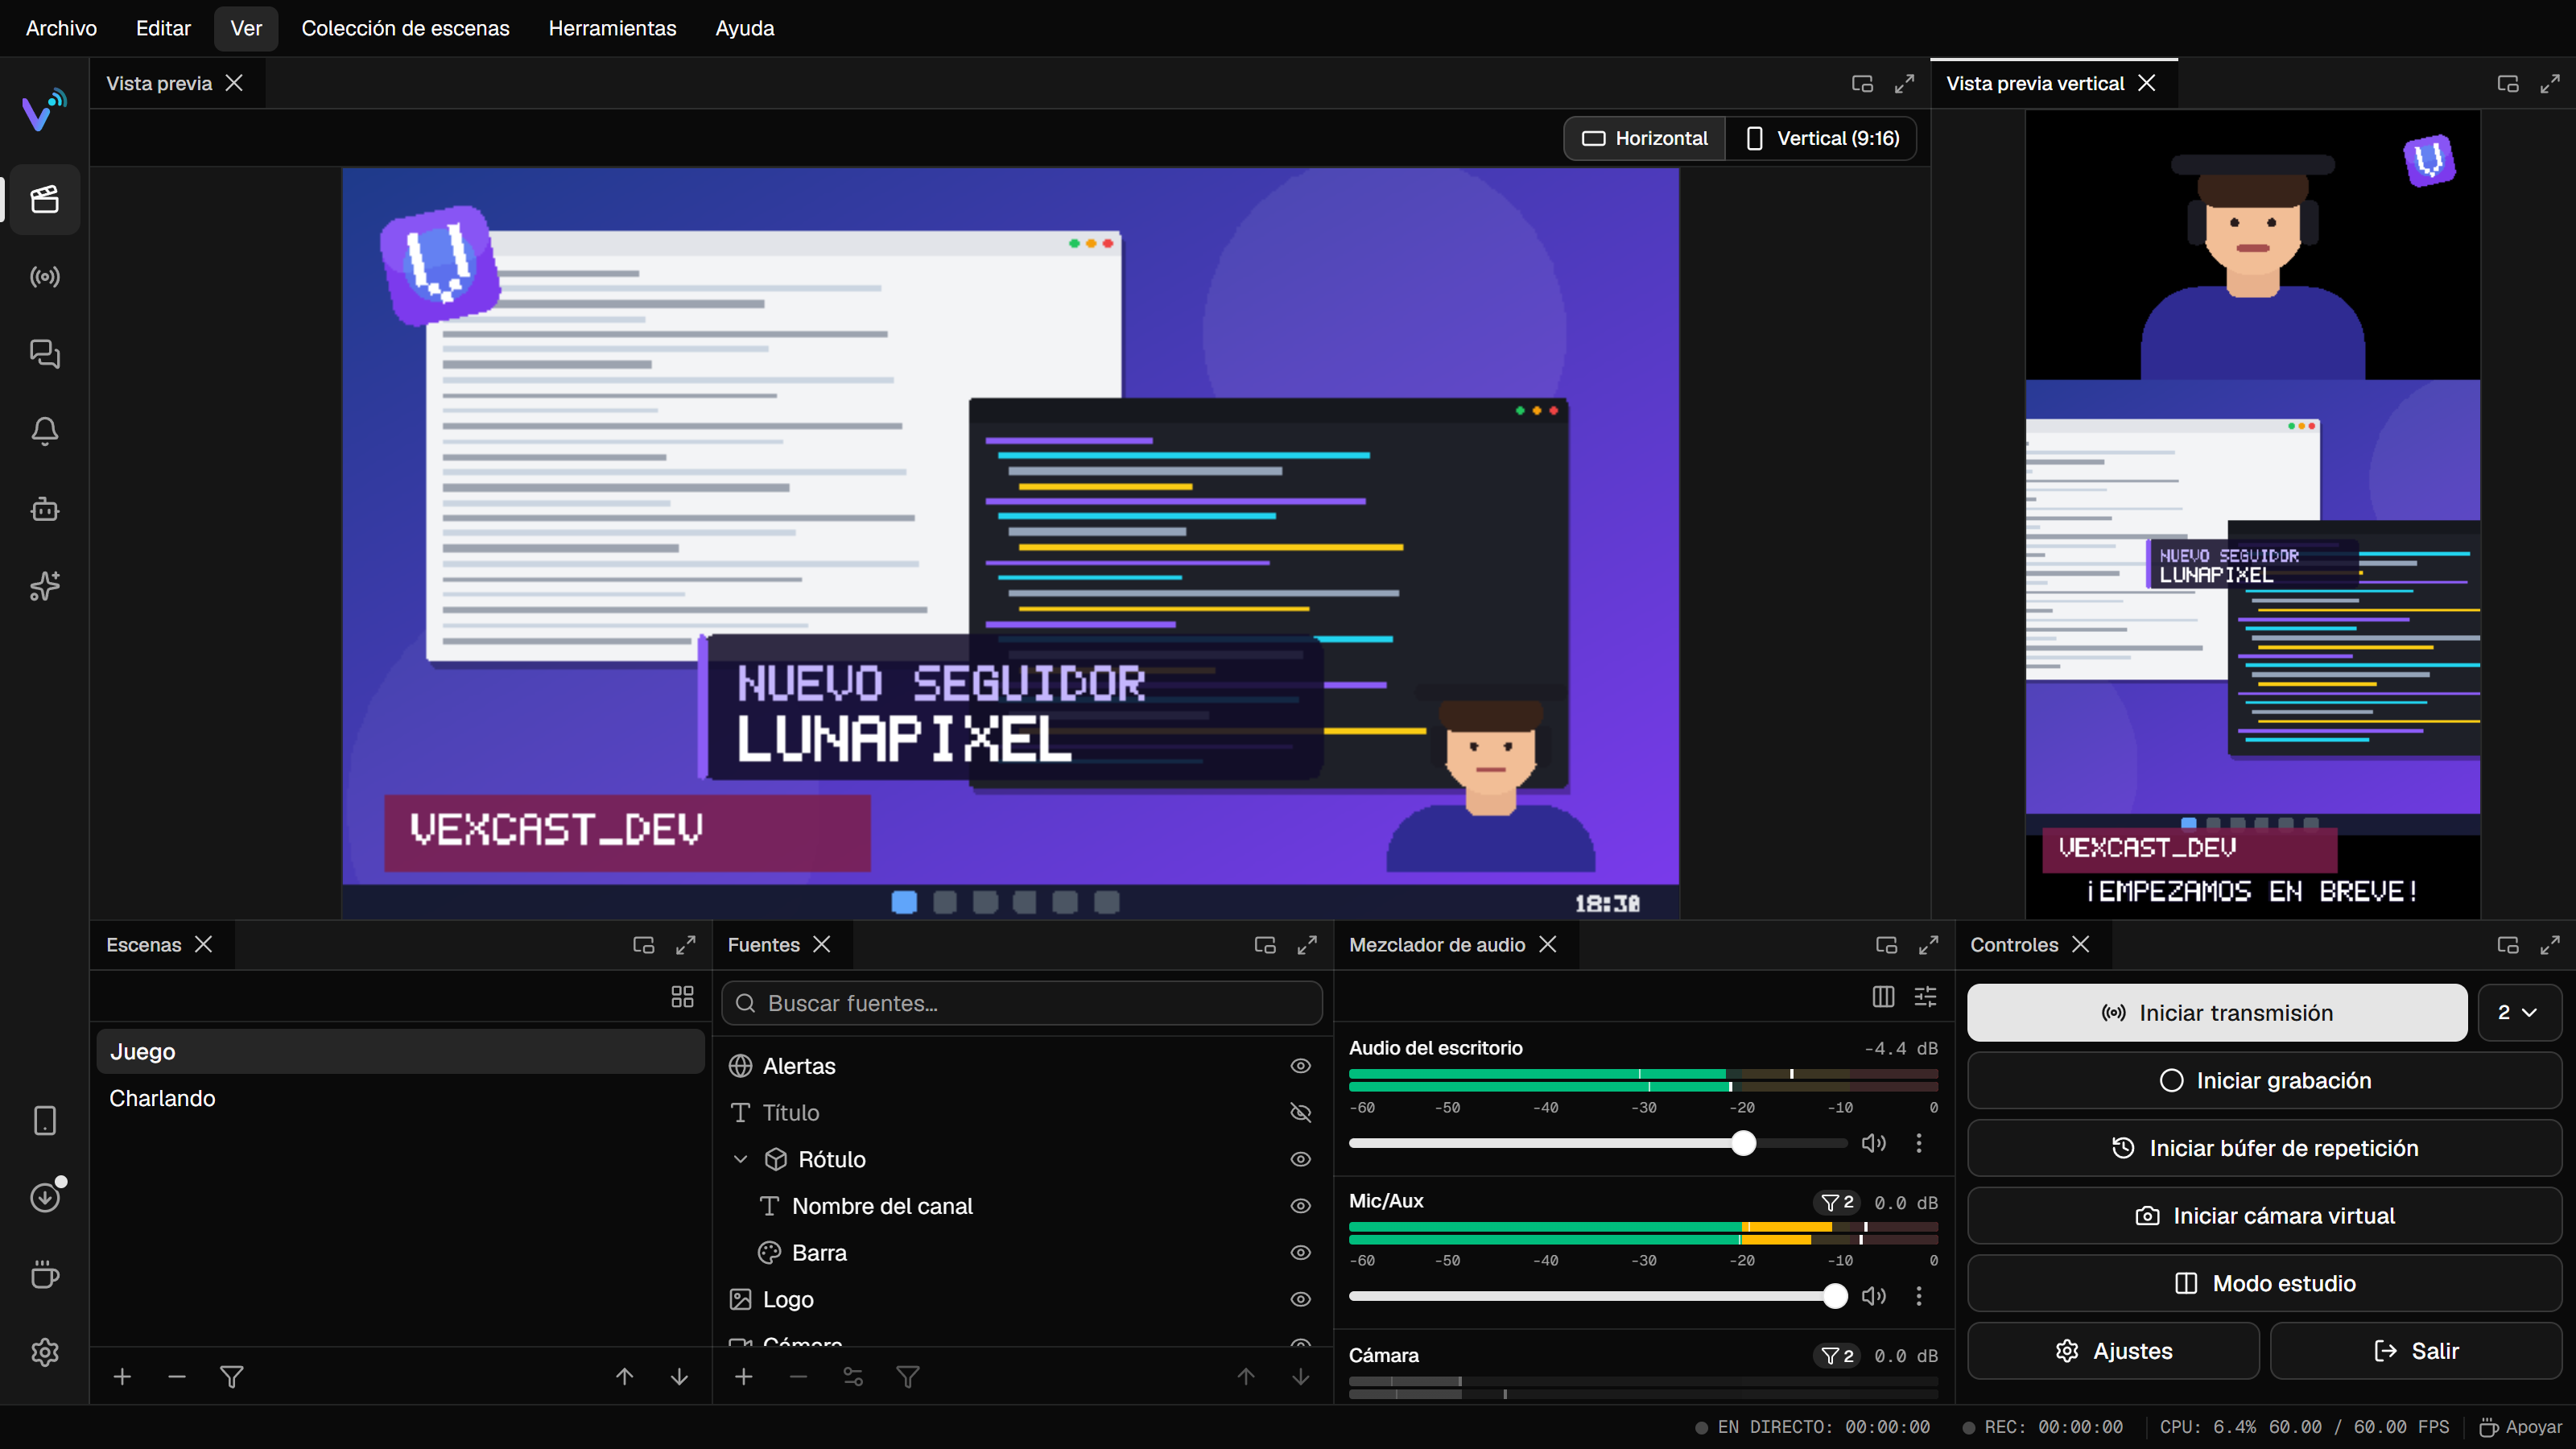 Archivo Editar Ver Colección de escenas Herramientas Ayuda
Vista previa
Vista previa vertical
Horizontal Vertical (9:16)
NUEVO SEGUIDOR
LUNAPIXEL
VEXCAST_DEV
18:30
NUEVO SEGUIDOR
LUNAPIXEL
VEXCAST_DEV
¡EMPEZAMOS EN BREVE!
Escenas
Juego
Charlando
Fuentes
Buscar fuentes...
Alertas
Título
Rótulo
Nombre del canal
Barra
Logo
Cámara
Mezclador de audio
Audio del escritorio -4.4 dB
-60 -50 -40 -30 -20 -10 0
Mic/Aux 2 0.0 dB
-60 -50 -40 -30 -20 -10 0
Cámara 2 0.0 dB
Controles
Iniciar transmisión 2
Iniciar grabación
Iniciar búfer de repetición
Iniciar cámara virtual
Modo estudio
Ajustes Salir
EN DIRECTO: 00:00:00 REC: 00:00:00 CPU: 6.4% 60.00 / 60.00 FPS Apoyar